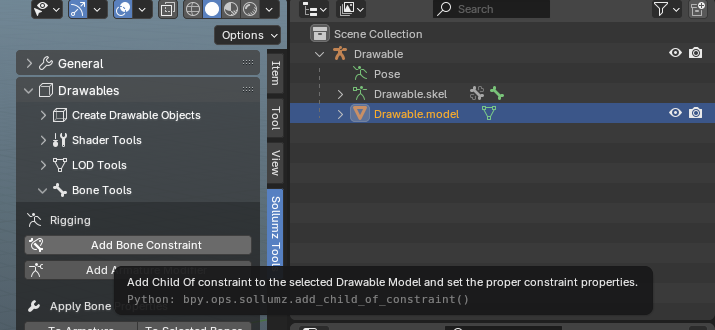 Options
General
Drawables
Create Drawable Objects
Shader Tools
LOD Tools
Bone Tools
Rigging
Add Bone Constraint
Add
Apply Bone
Item
Tool
View
Sollumz Tool
Search
Scene Collection
Drawable
Pose
Drawable.skel
Drawable.model
Add Child Of constraint to the selected Drawable Model and set the proper constraint properties.
Python: bpy.ops.sollumz.add_child_of_constraint()